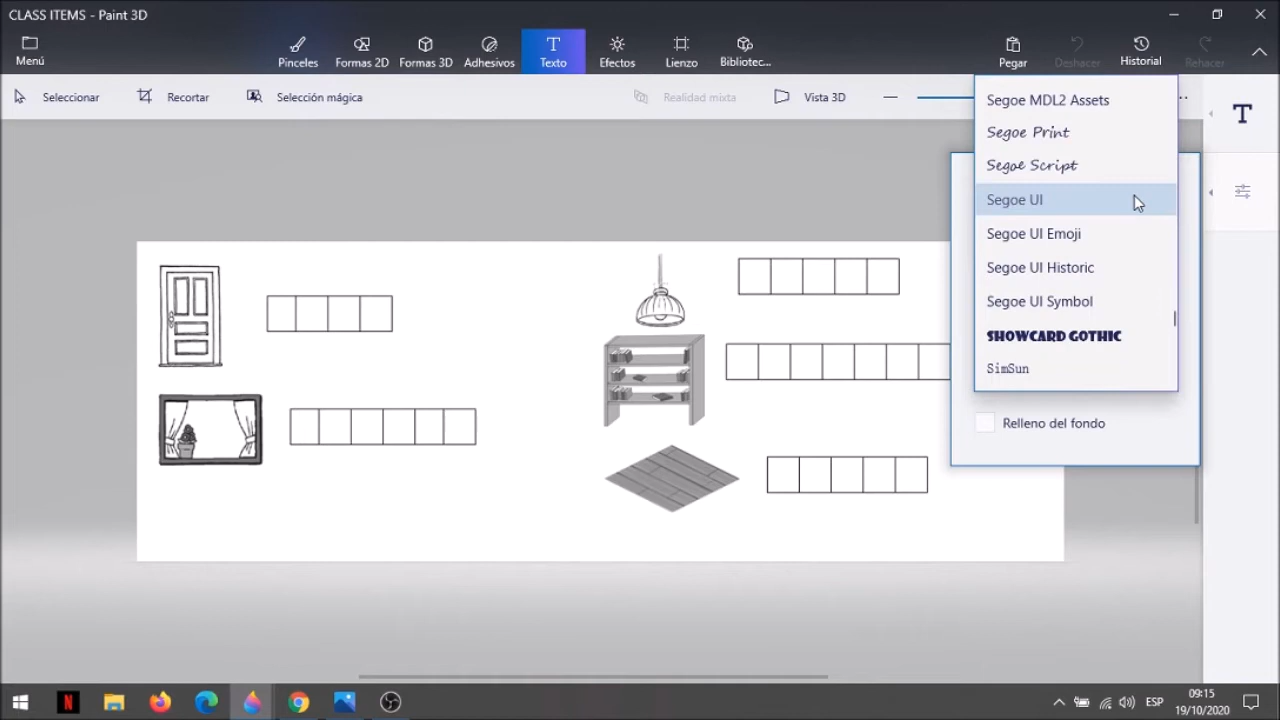 CLASS ITEMS - Paint 3D
Menú
Pinceles
Formas 2D
Formas 3D
Adhesivos
Texto
Efectos
Lienzo
Bibliotec...
Pegar
Deshacer
Historial
Rehacer
Seleccionar
Recortar
Selección mágica
Realidad mixta
Vista 3D
Segoe MDL2 Assets
Segoe Print
Segoe Script
Segoe UI
Segoe UI Emoji
Segoe UI Historic
Segoe UI Symbol
SHOWCARD GOTHIC
SimSun
Relleno del fondo
ESP
09:15
19/10/2020